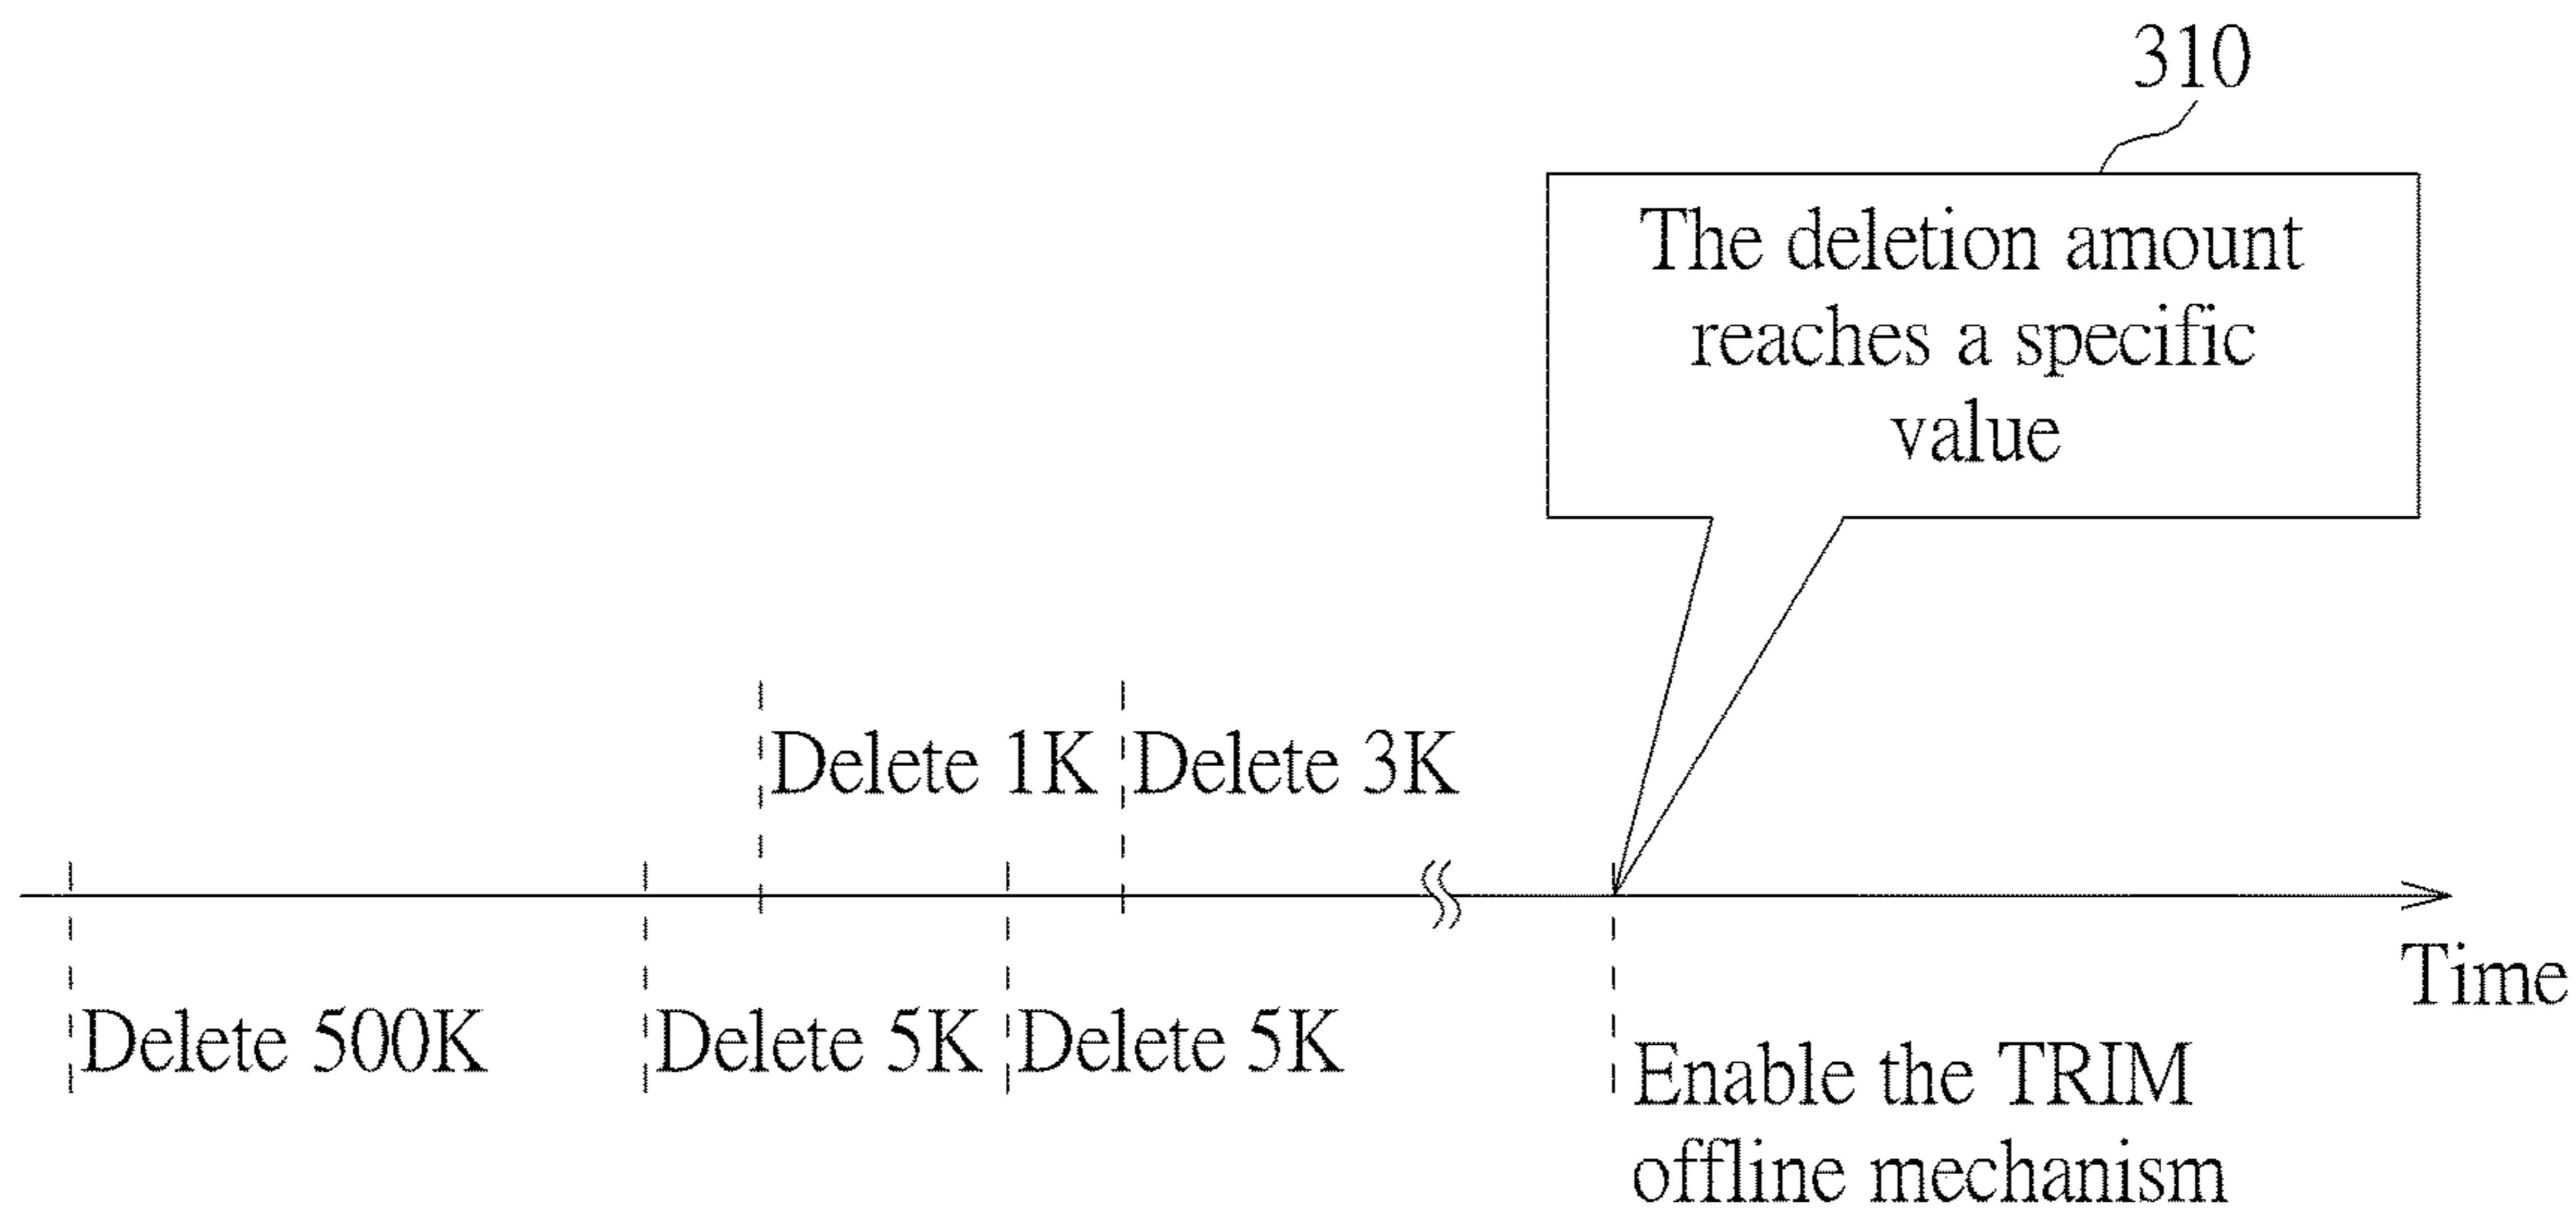 310
The deletion amount
reaches a specific
value
Delete 1K
Delete 3K
Time
Delete 500K
Delete 5K
Delete 5K
Enable the TRIM
offline mechanism